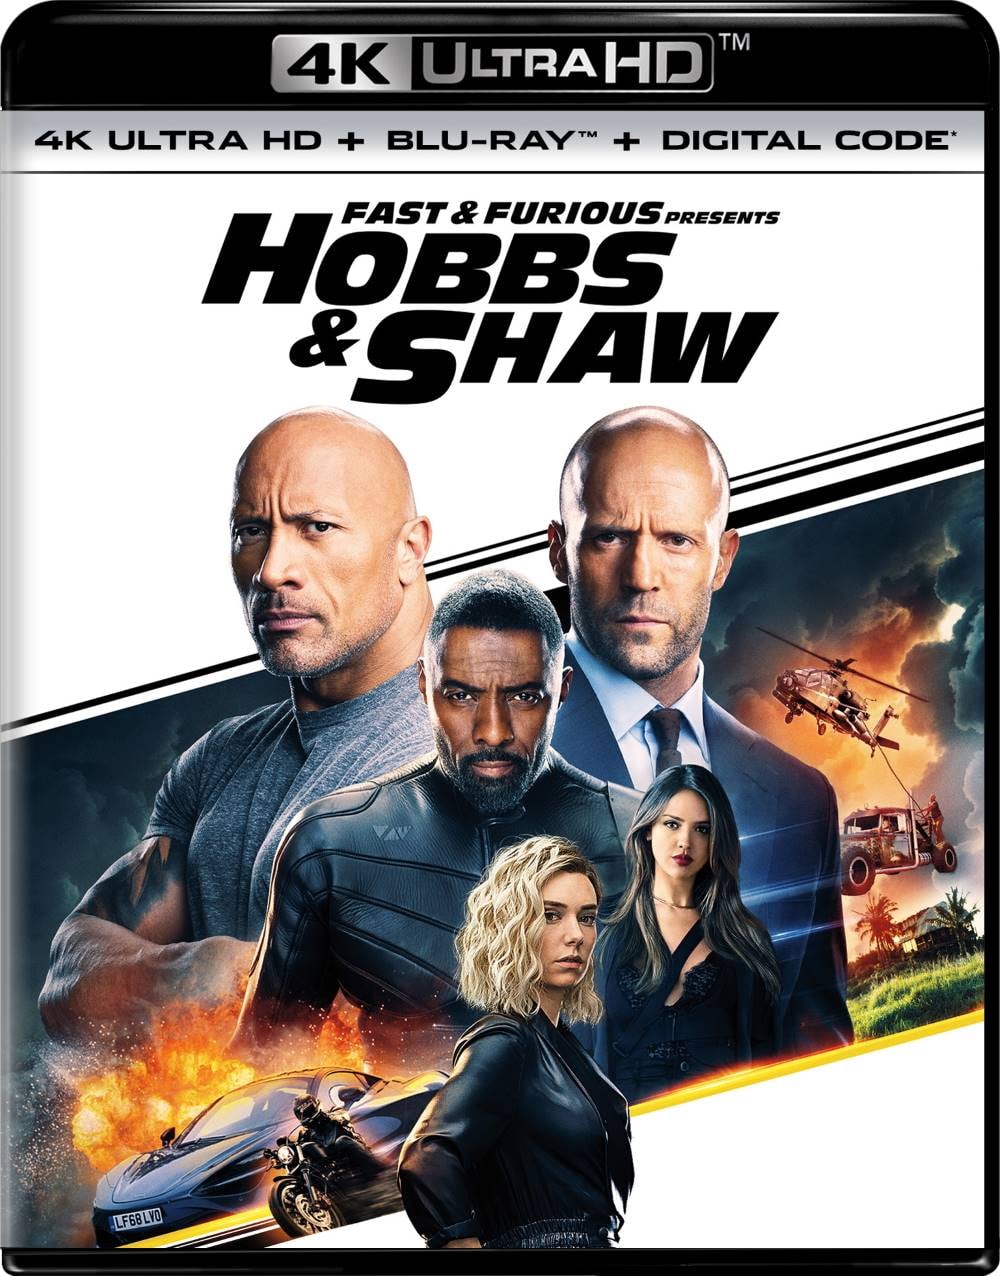 4K ULTRA HD™
4K ULTRA HD + BLU-RAY™ + DIGITAL CODE*
FAST & FURIOUS PRESENTS
HOBBS
& SHAW
LF68 LVO